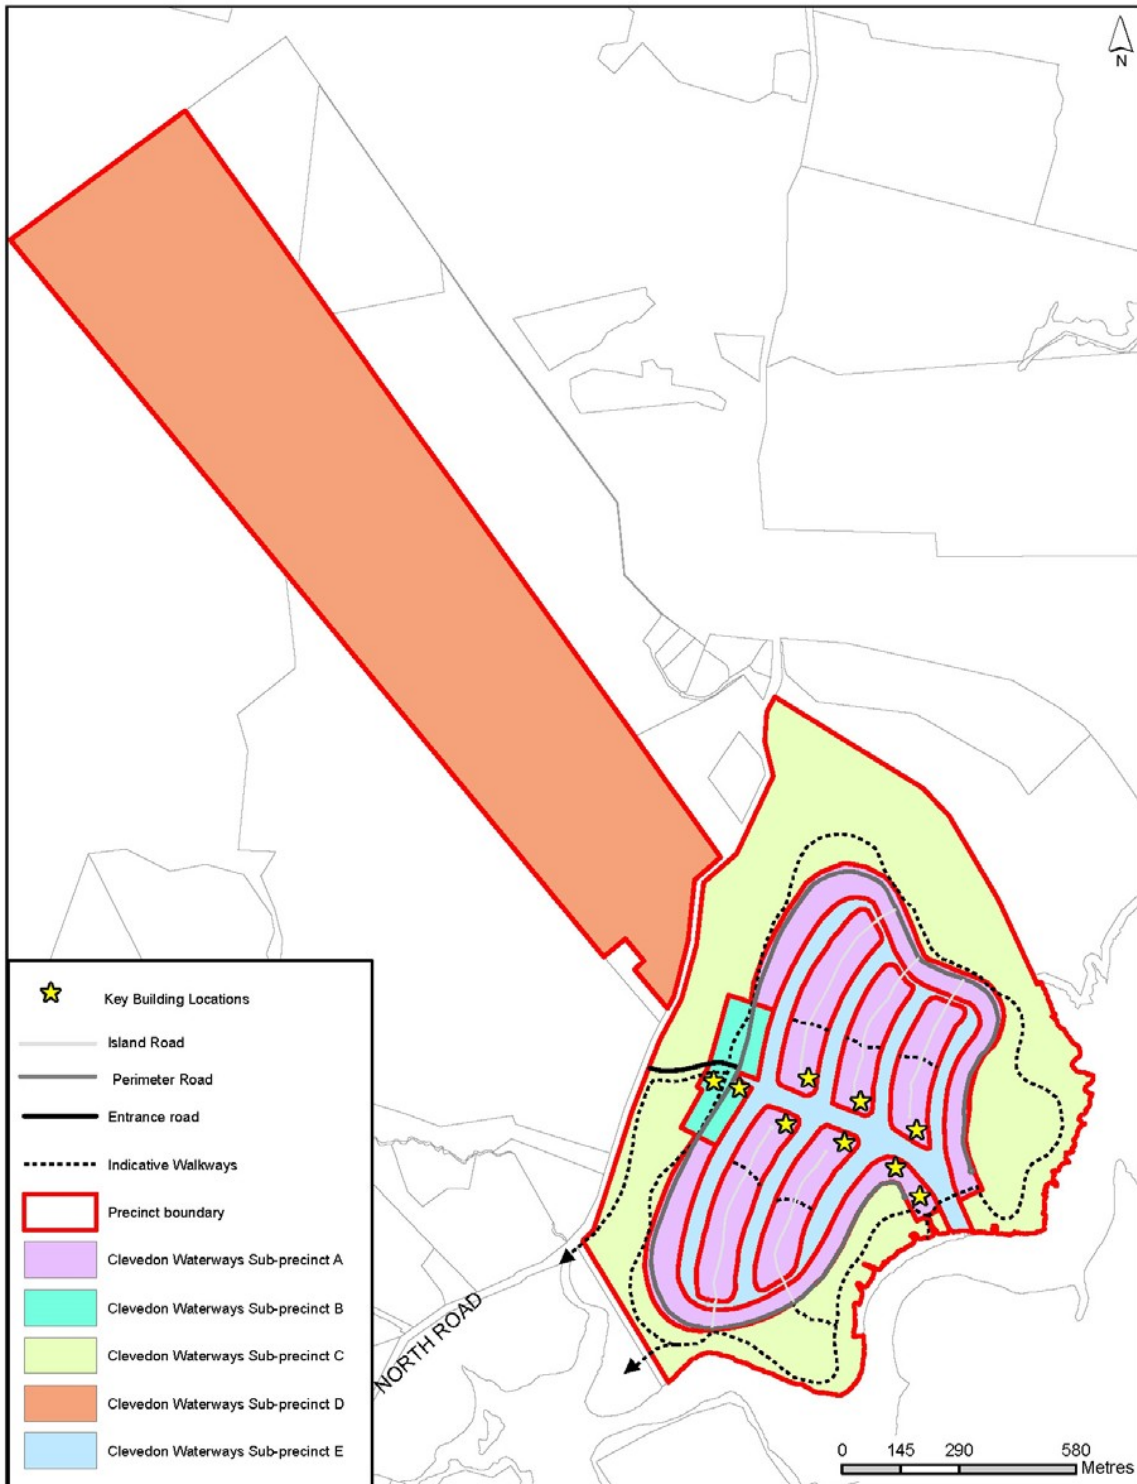 N
NORTH ROAD
Key Building Locations
Island Road
Perimeter Road
Entrance road
Indicative Walkways
Precinct boundary
Clevedon Waterways Sub-precinct A
Clevedon Waterways Sub-precinct B
Clevedon Waterways Sub-precinct C
Clevedon Waterways Sub-precinct D
Clevedon Waterways Sub-precinct E
0 145 290 580
Metres